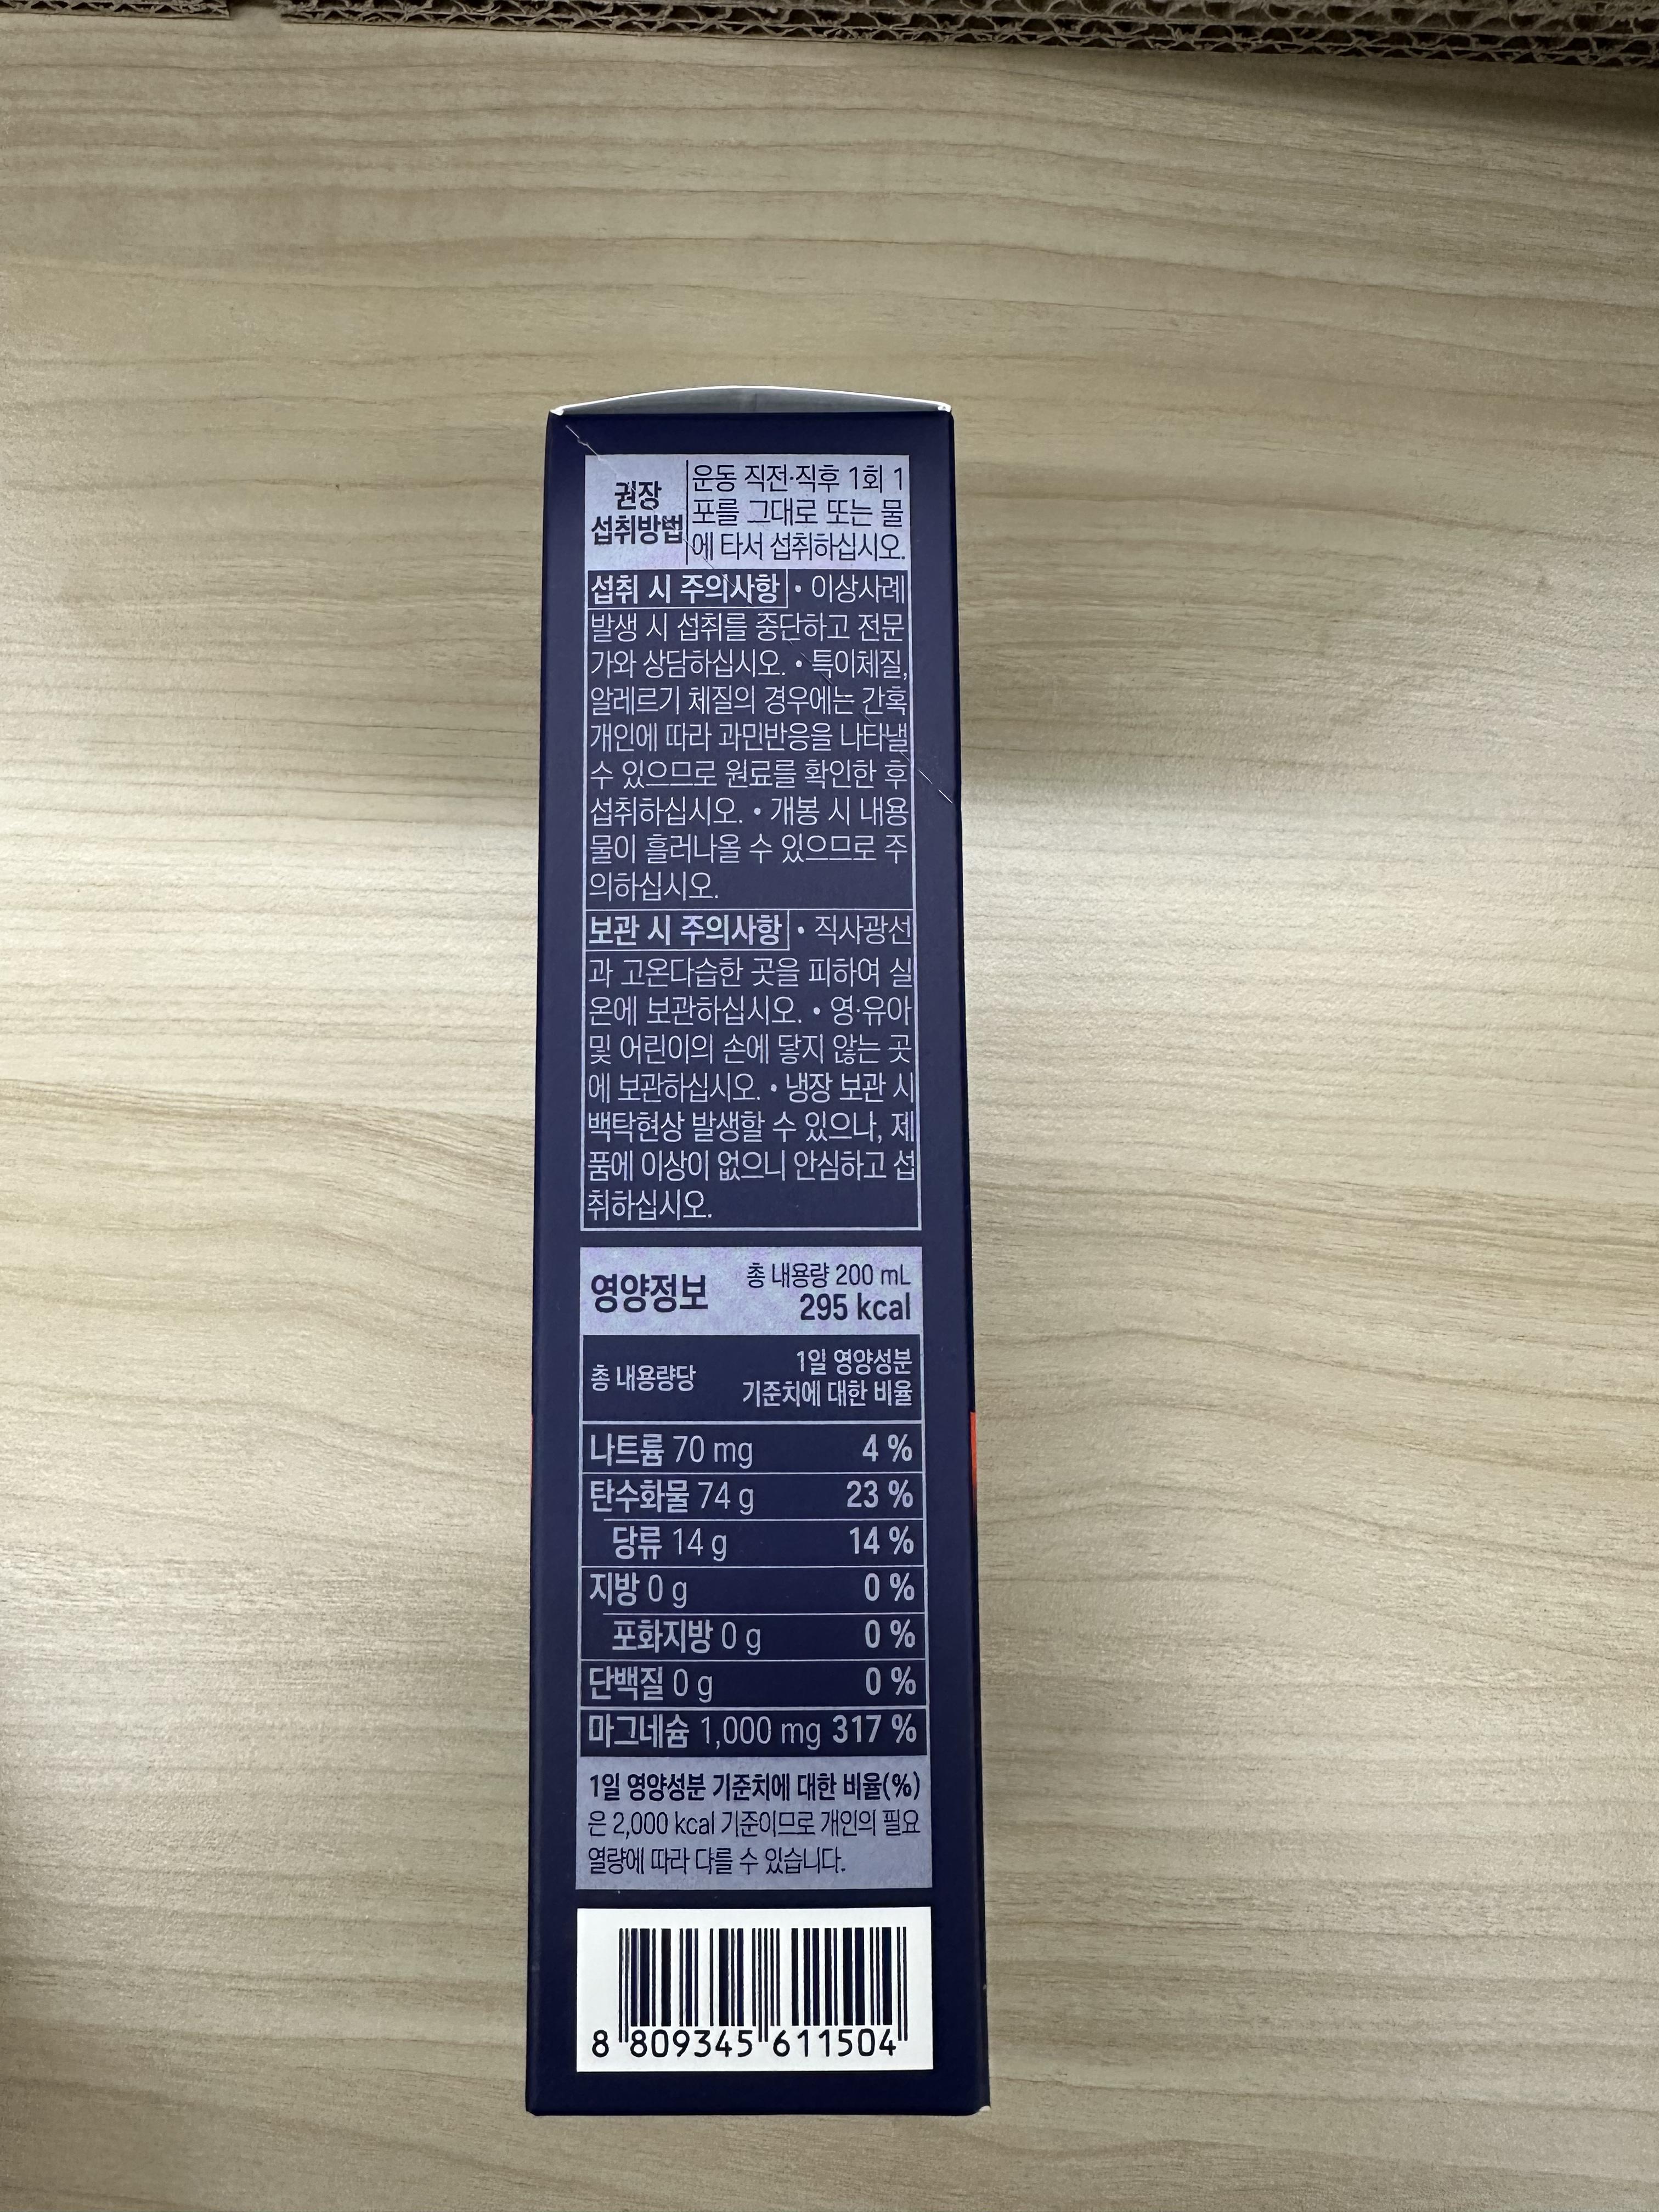 권장
섭취방법
운동 직전·직후 1회 1
포를 그대로 또는 물
에 타서 섭취하십시오.
섭취 시 주의사항 • 이상사례
발생 시 섭취를 중단하고 전문
가와 상담하십시오. • 특이체질,
알레르기 체질의 경우에는 간혹
개인에 따라 과민반응을 나타낼
수 있으므로 원료를 확인한 후
섭취하십시오. • 개봉 시 내용
물이 흘러나올 수 있으므로 주
의하십시오.
보관 시 주의사항 • 직사광선
과 고온다습한 곳을 피하여 실
온에 보관하십시오. • 영·유아
및 어린이의 손에 닿지 않는 곳
에 보관하십시오. • 냉장 보관 시
백탁현상 발생할 수 있으나, 제
품에 이상이 없으니 안심하고 섭
취하십시오.
영양정보
총 내용량 200 mL
295 kcal
총 내용량당
1일 영양성분
기준치에 대한 비율
나트륨 70 mg 4 %
탄수화물 74 g 23 %
당류 14 g 14 %
지방 0 g 0 %
포화지방 0 g 0 %
단백질 0 g 0 %
마그네슘 1,000 mg 317 %
1일 영양성분 기준치에 대한 비율(%)
은 2,000 kcal 기준이므로 개인의 필요
열량에 따라 다를 수 있습니다.
8 809345 611504